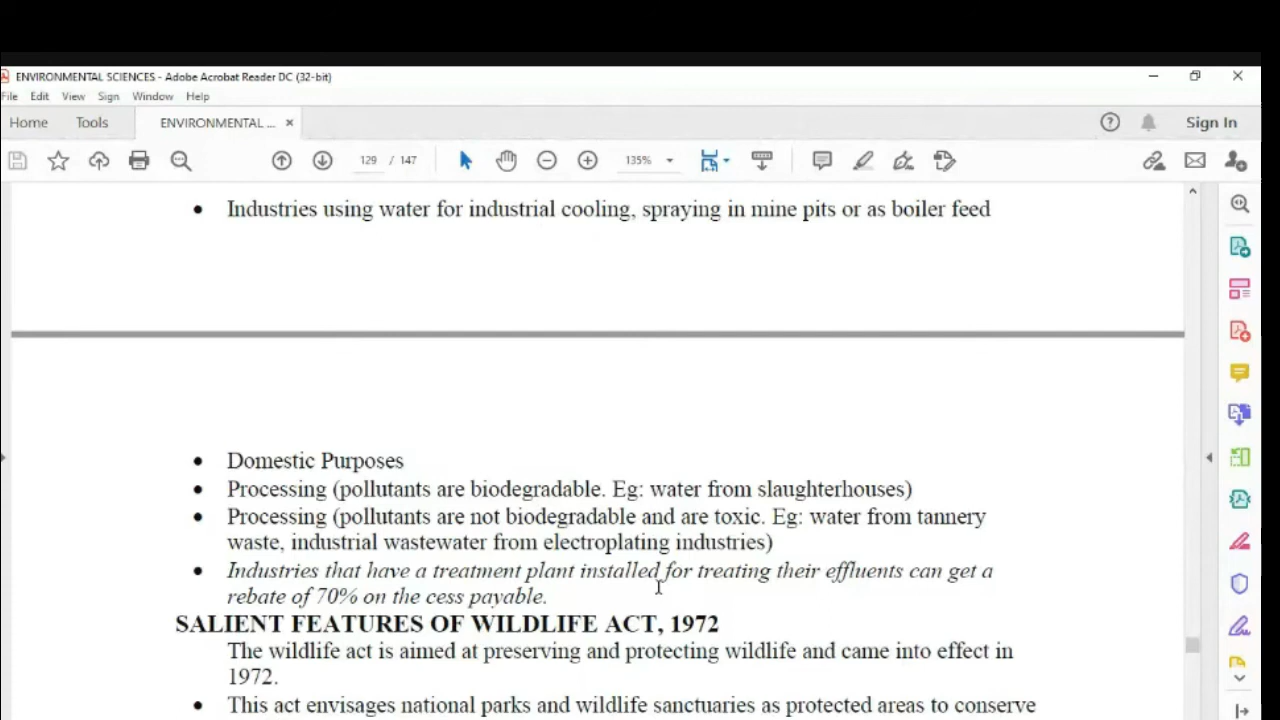 ENVIRONMENTAL SCIENCES - Adobe Acrobat Reader DC (32-bit)
File Edit View Sign Window Help
Home Tools ENVIRONMENTAL ... Sign In
129 / 147 135%
• Industries using water for industrial cooling, spraying in mine pits or as boiler feed
• Domestic Purposes
• Processing (pollutants are biodegradable. Eg: water from slaughterhouses)
• Processing (pollutants are not biodegradable and are toxic. Eg: water from tannery
waste, industrial wastewater from electroplating industries)
• Industries that have a treatment plant installed for treating their effluents can get a
rebate of 70% on the cess payable.
SALIENT FEATURES OF WILDLIFE ACT, 1972
The wildlife act is aimed at preserving and protecting wildlife and came into effect in
1972.
• This act envisages national parks and wildlife sanctuaries as protected areas to conserve